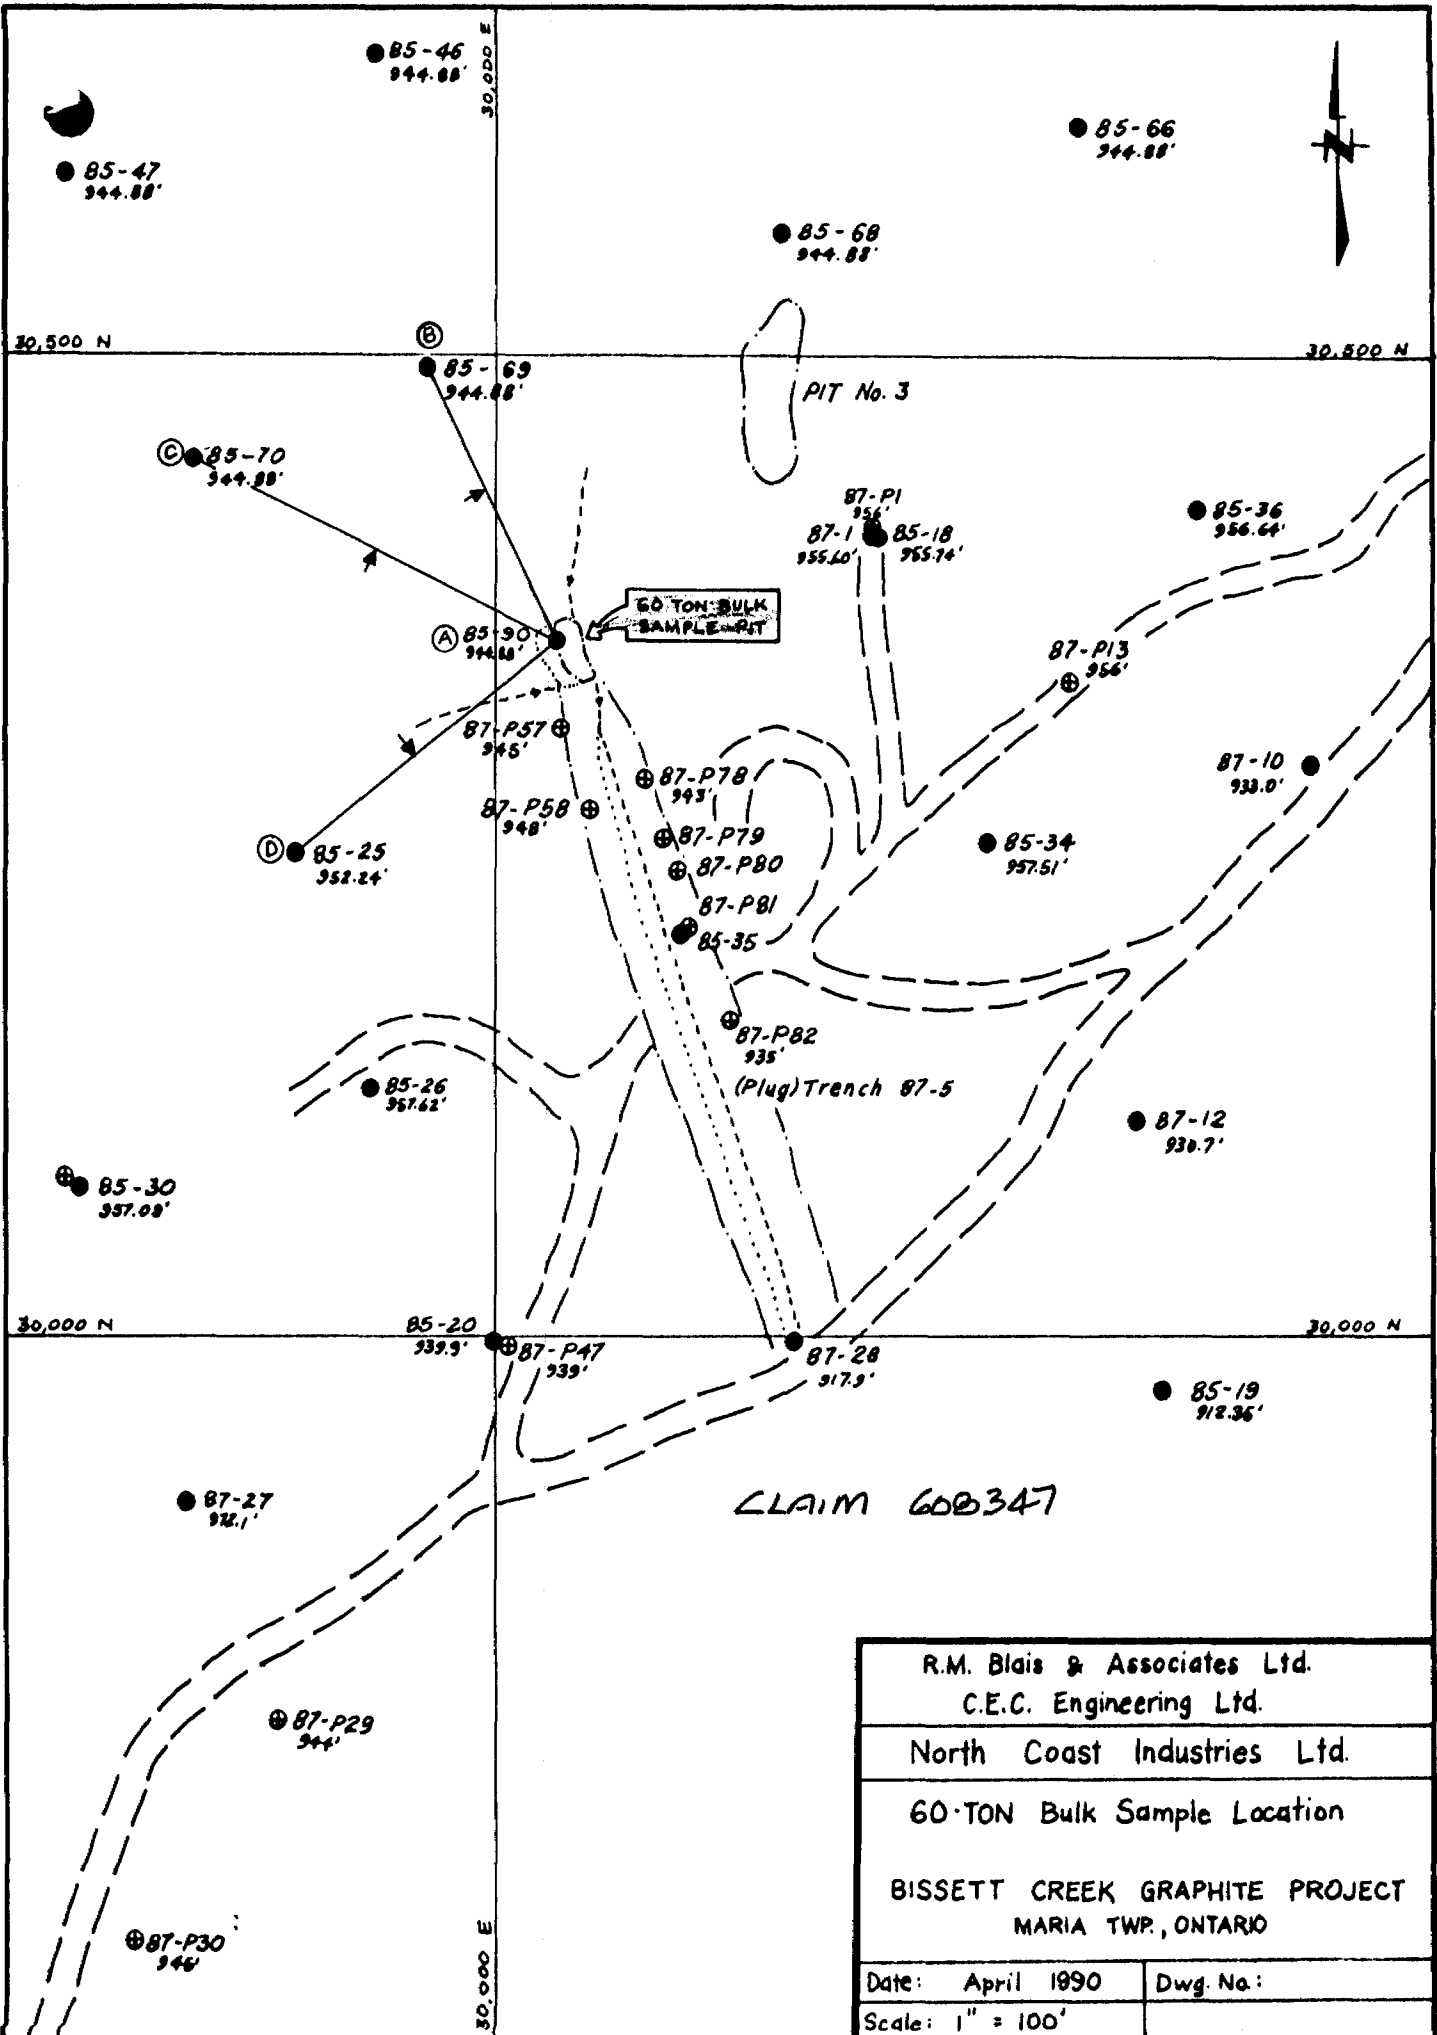 85-46
944.88'
30,000 E
85-66
944.88'
N
85-47
944.88'
85-68
944.88'
30,500 N
30,500 N
B
85-69
944.88'
PIT No. 3
C
85-70
944.88'
87-P1
956'
87-1
955.60'
85-18
955.74'
85-36
956.64'
60 TON BULK
SAMPLE PIT
A
85-90
944.88'
87-P13
956'
87-P57
945'
87-P78
943'
87-10
933.0'
87-P58
948'
87-P79
D
85-25
952.24'
87-P80
85-34
957.51'
87-P81
85-35
87-P82
935'
(Plug) Trench 87-5
85-26
957.62'
87-12
930.7'
85-30
957.09'
30,000 N
85-20
939.9'
87-P47
939'
87-28
917.9'
30,000 N
85-19
912.36'
87-27
932.1'
CLAIM 608347
87-P29
944'
87-P30
946'
30,000 E
R.M. Blais & Associates Ltd.
C.E.C. Engineering Ltd.
North Coast Industries Ltd.
60·TON Bulk Sample Location
BISSETT CREEK GRAPHITE PROJECT
MARIA TWP., ONTARIO
Date: April 1990
Dwg. No:
Scale: 1" = 100'